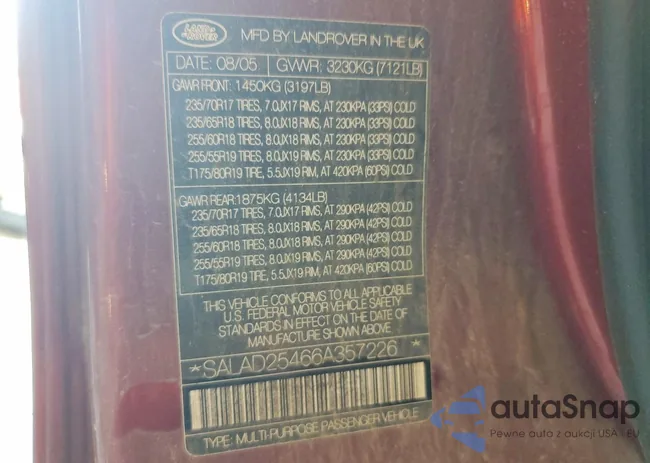 LAND ROVER
MFD BY LANDROVER IN THE UK
DATE: 08/05 GVWR: 3230KG (7121LB)
GAWR FRONT: 1450KG (3197LB)
235/70R17 TIRES, 7.0JX17 RIMS, AT 230KPA (33PSI) COLD
235/65R18 TIRES, 8.0JX18 RIMS, AT 230KPA (33PSI) COLD
255/60R18 TIRES, 8.0JX18 RIMS, AT 230KPA (33PSI) COLD
255/55R19 TIRES, 8.0JX19 RIMS, AT 230KPA (33PSI) COLD
T175/80R19 TIRE, 5.5JX19 RIM, AT 420KPA (60PSI) COLD
GAWR REAR: 1875KG (4134LB)
235/70R17 TIRES, 7.0JX17 RIMS, AT 290KPA (42PSI) COLD
235/65R18 TIRES, 8.0JX18 RIMS, AT 290KPA (42PSI) COLD
255/60R18 TIRES, 8.0JX18 RIMS, AT 290KPA (42PSI) COLD
255/55R19 TIRES, 8.0JX19 RIMS, AT 290KPA (42PSI) COLD
T175/80R19 TIRE, 5.5JX19 RIM, AT 420KPA (60PSI) COLD
THIS VEHICLE CONFORMS TO ALL APPLICABLE
U.S. FEDERAL MOTOR VEHICLE SAFETY
STANDARDS IN EFFECT ON THE DATE OF
MANUFACTURE SHOWN ABOVE.
*SALAD25466A357226*
TYPE: MULTI-PURPOSE PASSENGER VEHICLE
autoSnap
Pewne auto z aukcji USA i EU